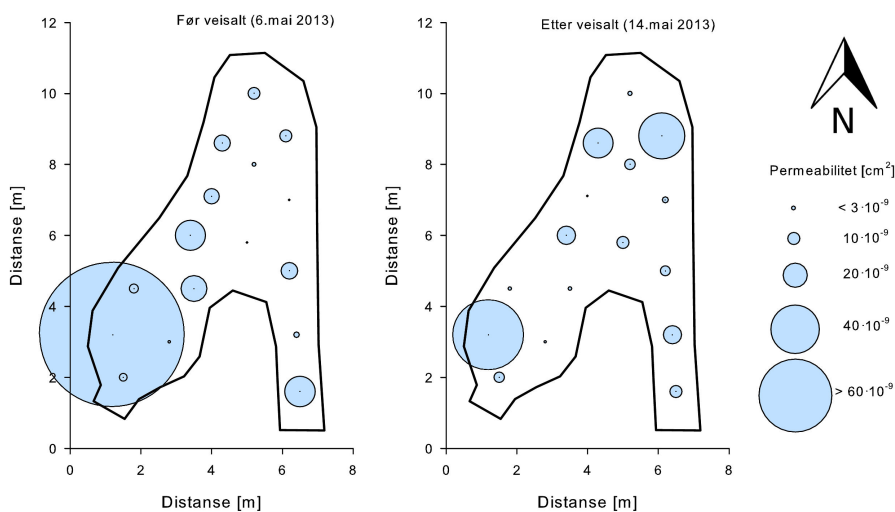 Før veisalt (6.mai 2013)
12
10
8
6
4
2
0
0 2 4 6 8
Distanse [m]
Distanse [m]
Etter veisalt (14.mai 2013)
12
10
8
6
4
2
0
0 2 4 6 8
Distanse [m]
Distanse [m]
N
Permeabilitet [cm²]
< 3·10⁻⁹
10·10⁻⁹
20·10⁻⁹
40·10⁻⁹
> 60·10⁻⁹